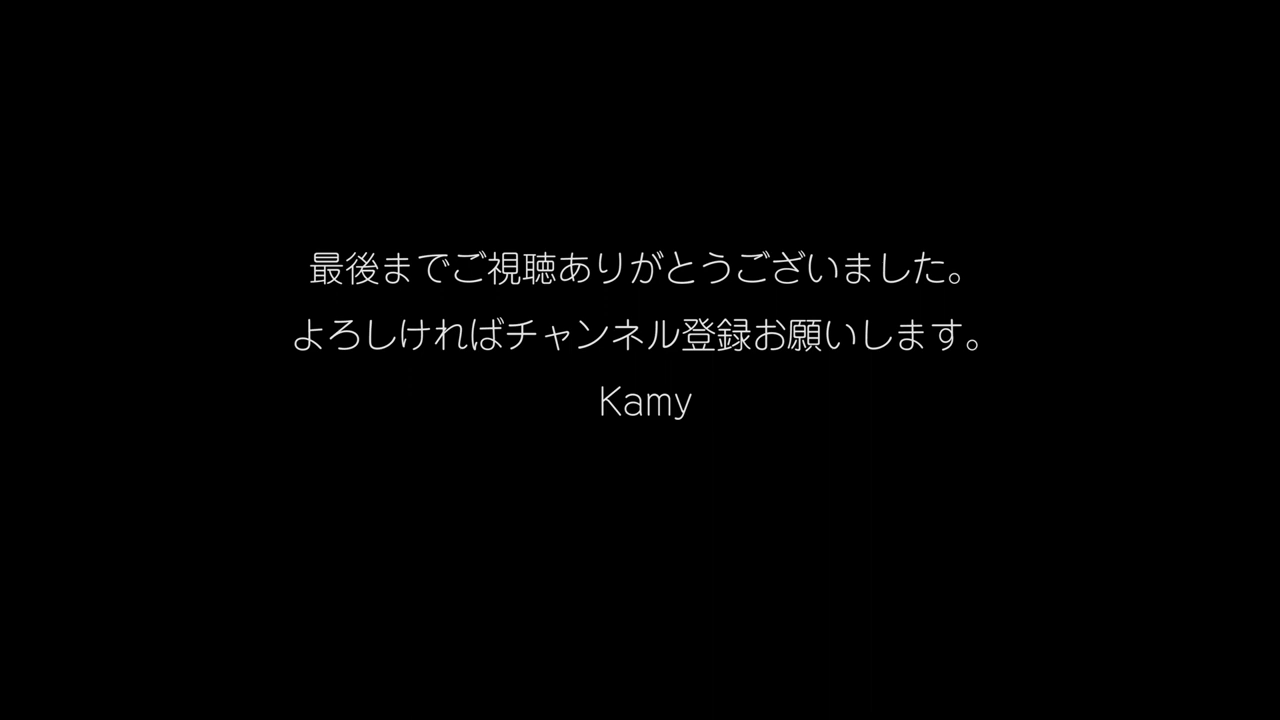 最後までご視聴ありがとうございました。
よろしければチャンネル登録お願いします。
Kamy